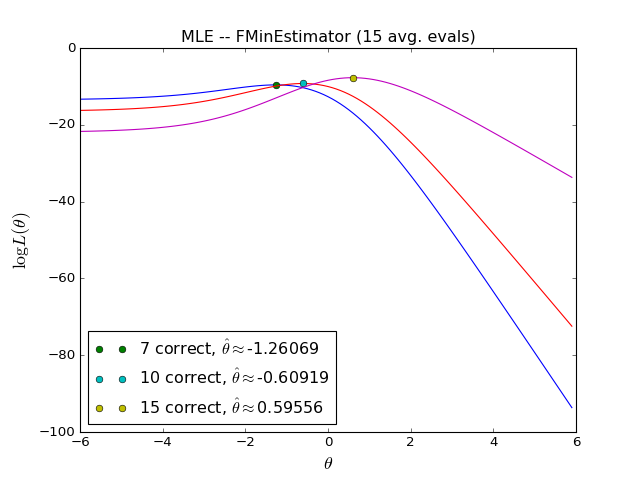 MLE -- FMinEstimator (15 avg. evals)
0
−20
−40
−60
−80
−100
log L(θ)
7 correct, θ̂ ≈ -1.26069
10 correct, θ̂ ≈ -0.60919
15 correct, θ̂ ≈ 0.59556
−6 −4 −2 0 2 4 6
θ